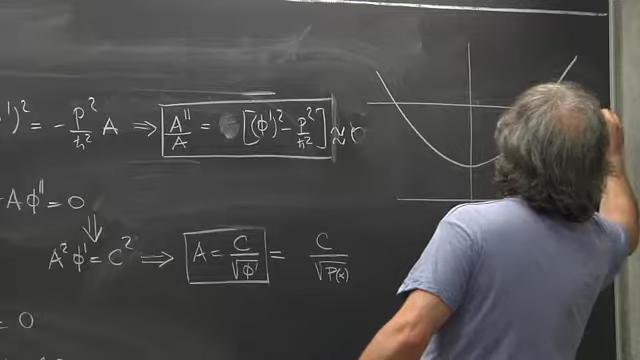 ')² = - p²/ħ² A ⇒ A''/A = [(ϕ')² - p²/ħ²] ≈
Aϕ'' = 0
⇓
A²ϕ' = C² ⇒ A = C/√ϕ' = C/√P(x)
= 0